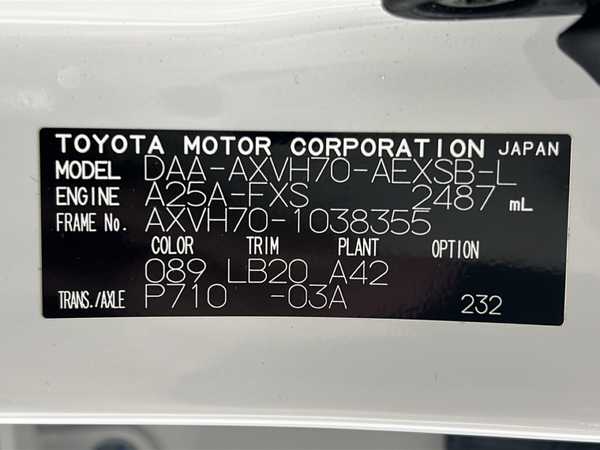 TOYOTA MOTOR CORPORATION JAPAN
MODEL DAA-AXVH70-AEXSB-L
ENGINE A25A-FXS 2487 mL
FRAME No. AXVH70-1038355
COLOR TRIM PLANT OPTION
089 LB20 A42
TRANS./AXLE P710 -03A 232